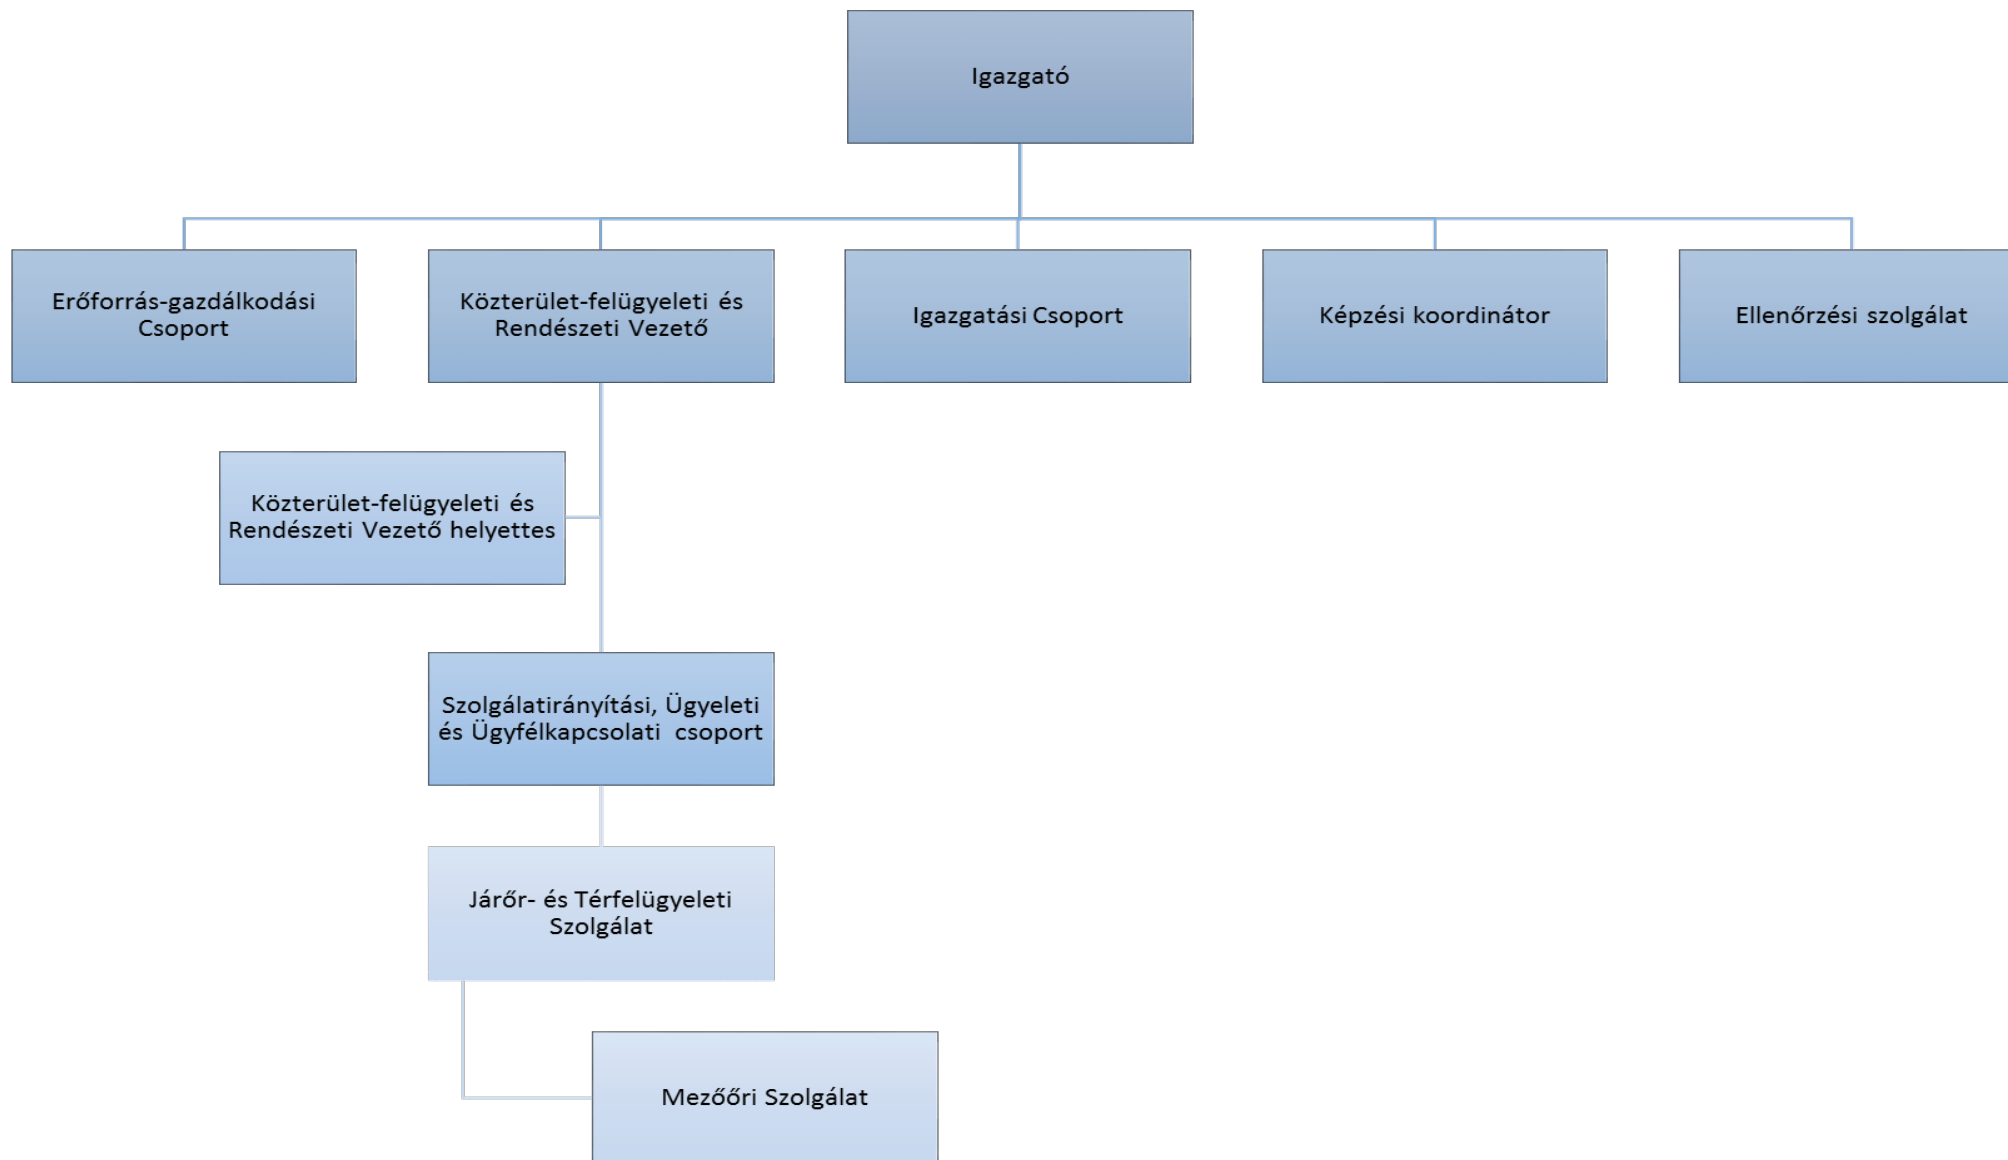 Igazgató
Erőforrás-gazdálkodási
Csoport
Közterület-felügyeleti és
Rendészeti Vezető
Igazgatási Csoport
Képzési koordinátor
Ellenőrzési szolgálat
Közterület-felügyeleti és
Rendészeti Vezető helyettes
Szolgálatirányítási, Ügyeleti
és Ügyfélkapcsolati csoport
Járőr- és Térfelügyeleti
Szolgálat
Mezőőri Szolgálat